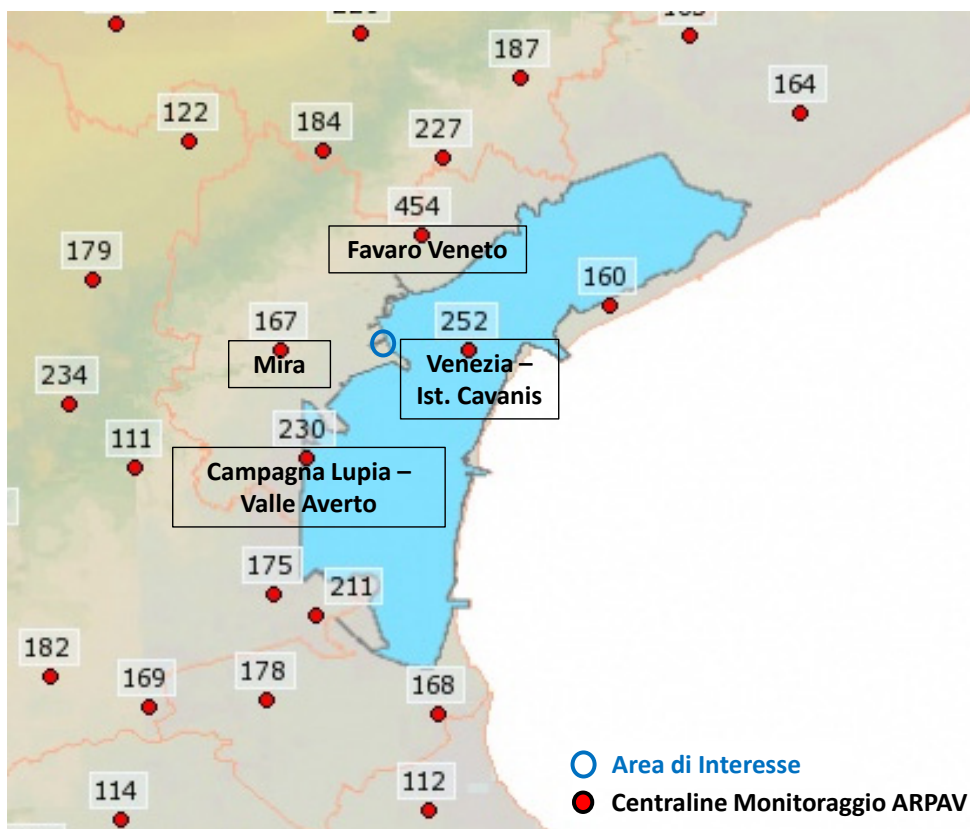 187
164
122
184
227
454
Favaro Veneto
179
160
167
252
Mira
Venezia –
Ist. Cavanis
234
230
111
Campagna Lupia –
Valle Averto
175
211
182
169
178
168
Area di Interesse
114
112
Centraline Monitoraggio ARPAV